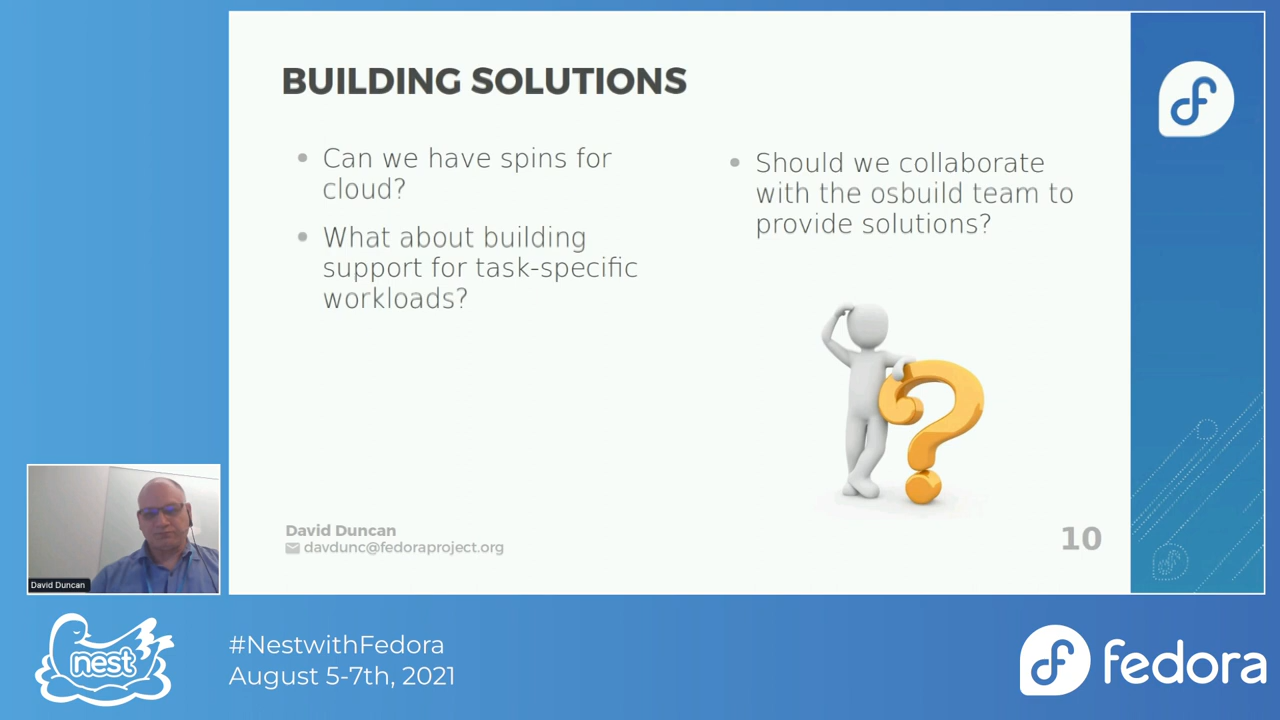 BUILDING SOLUTIONS
Can we have spins for
cloud?
What about building
support for task-specific
workloads?
Should we collaborate
with the osbuild team to
provide solutions?
David Duncan
davdunc@fedoraproject.org
10
David Duncan
nest
#NestwithFedora
August 5-7th, 2021
fedora